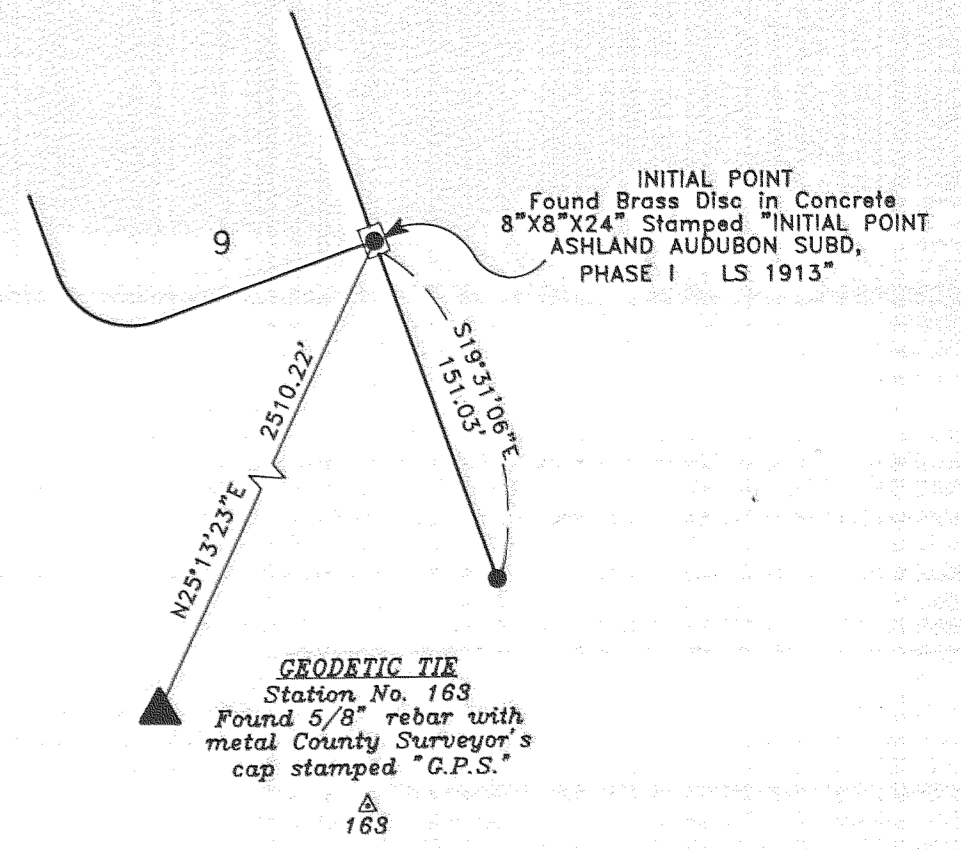 INITIAL POINT
Found Brass Disc in Concrete
8"X8"X24" Stamped "INITIAL POINT
ASHLAND AUDUBON SUBD,
PHASE I LS 1913"
9
2510.22'
N25°13'23"E
S19°31'06"E
151.03'
GEODETIC TIE
Station No. 163
Found 5/8" rebar with
metal County Surveyor's
cap stamped "G.P.S."
163